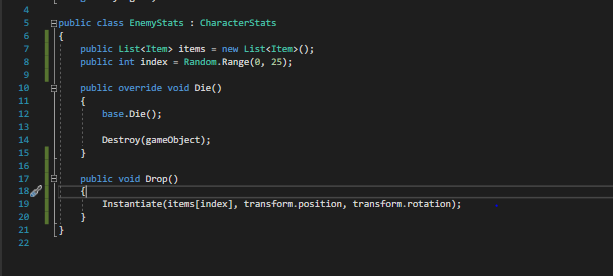 4
5 public class EnemyStats : CharacterStats
6 {
7 public List<Item> items = new List<Item>();
8 public int index = Random.Range(0, 25);
9
10 public override void Die()
11 {
12 base.Die();
13
14 Destroy(gameObject);
15 }
16
17 public void Drop()
18 {
19 Instantiate(items[index], transform.position, transform.rotation);
20 }
21 }
22